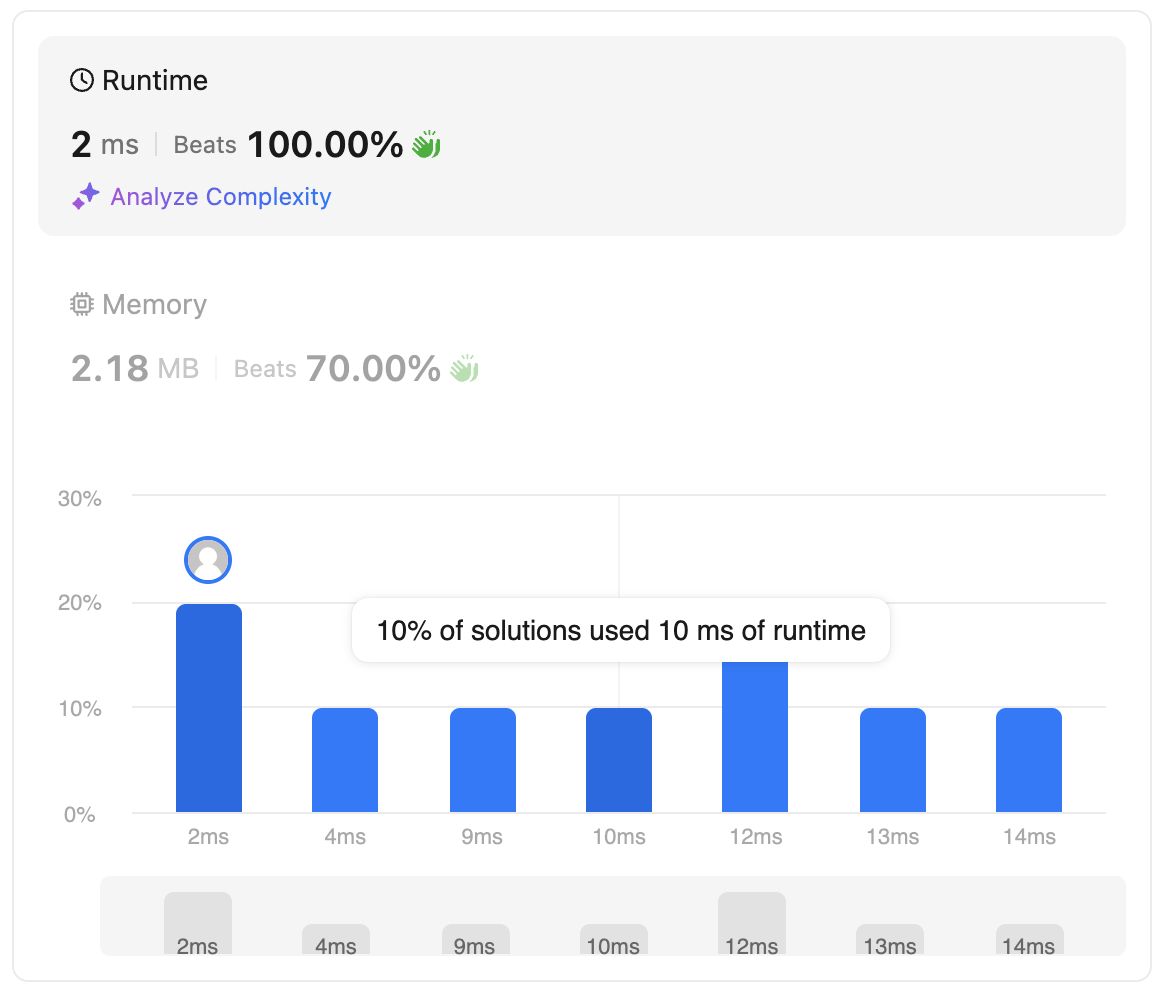 Runtime
2 ms Beats 100.00%
Analyze Complexity
Memory
2.18 MB Beats 70.00%
30%
20%
10% of solutions used 10 ms of runtime
10%
0%
2ms 4ms 9ms 10ms 12ms 13ms 14ms
2ms 4ms 9ms 10ms 12ms 13ms 14ms